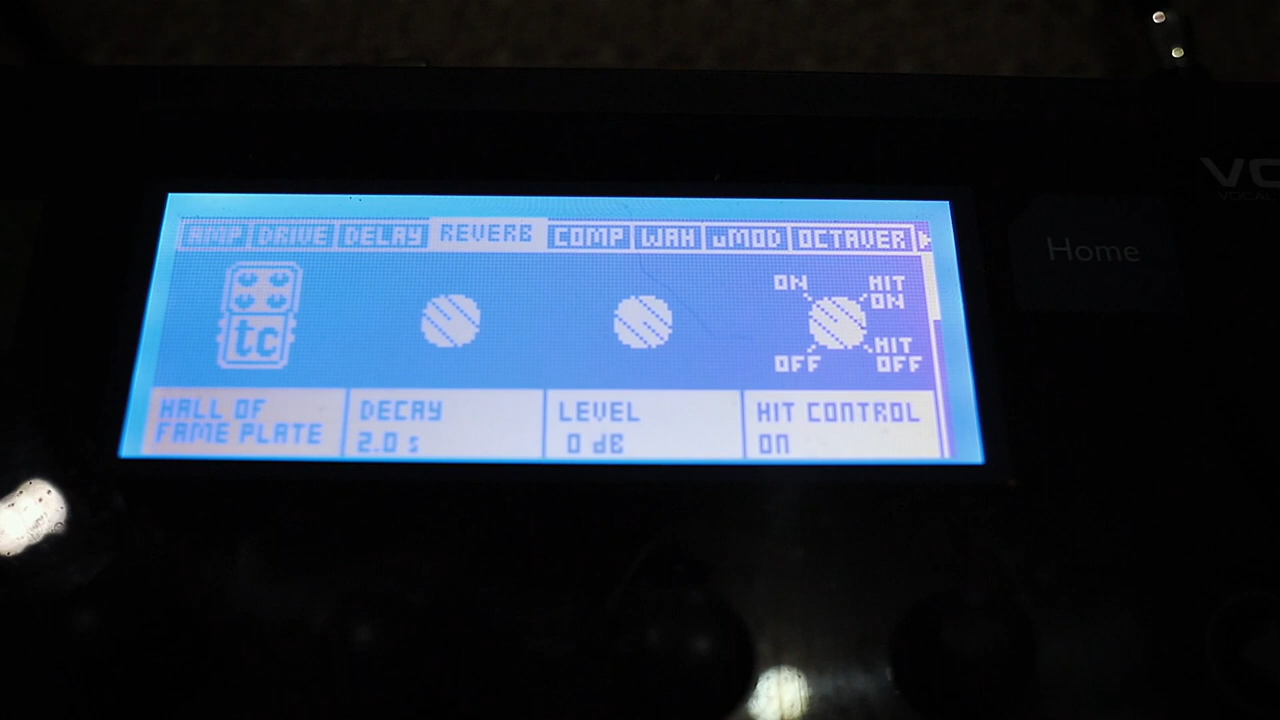 AMP DRIVE DELAY REVERB COMP WAH uMOD OCTAVER
tc
ON
HIT
ON
OFF
HIT
OFF
HALL OF
FAME PLATE
DECAY
2.0 s
LEVEL
0 dB
HIT CONTROL
ON
Home